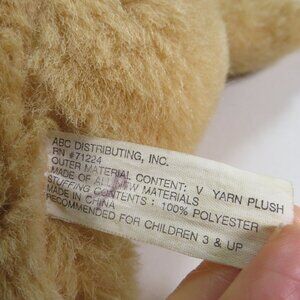 ABC DISTRIBUTING, INC.
RN #71224
OUTER MATERIAL CONTENT: V YARN PLUSH
MADE OF ALL NEW MATERIALS
STUFFING CONTENTS : 100% POLYESTER
MADE IN CHINA
RECOMMENDED FOR CHILDREN 3 & UP